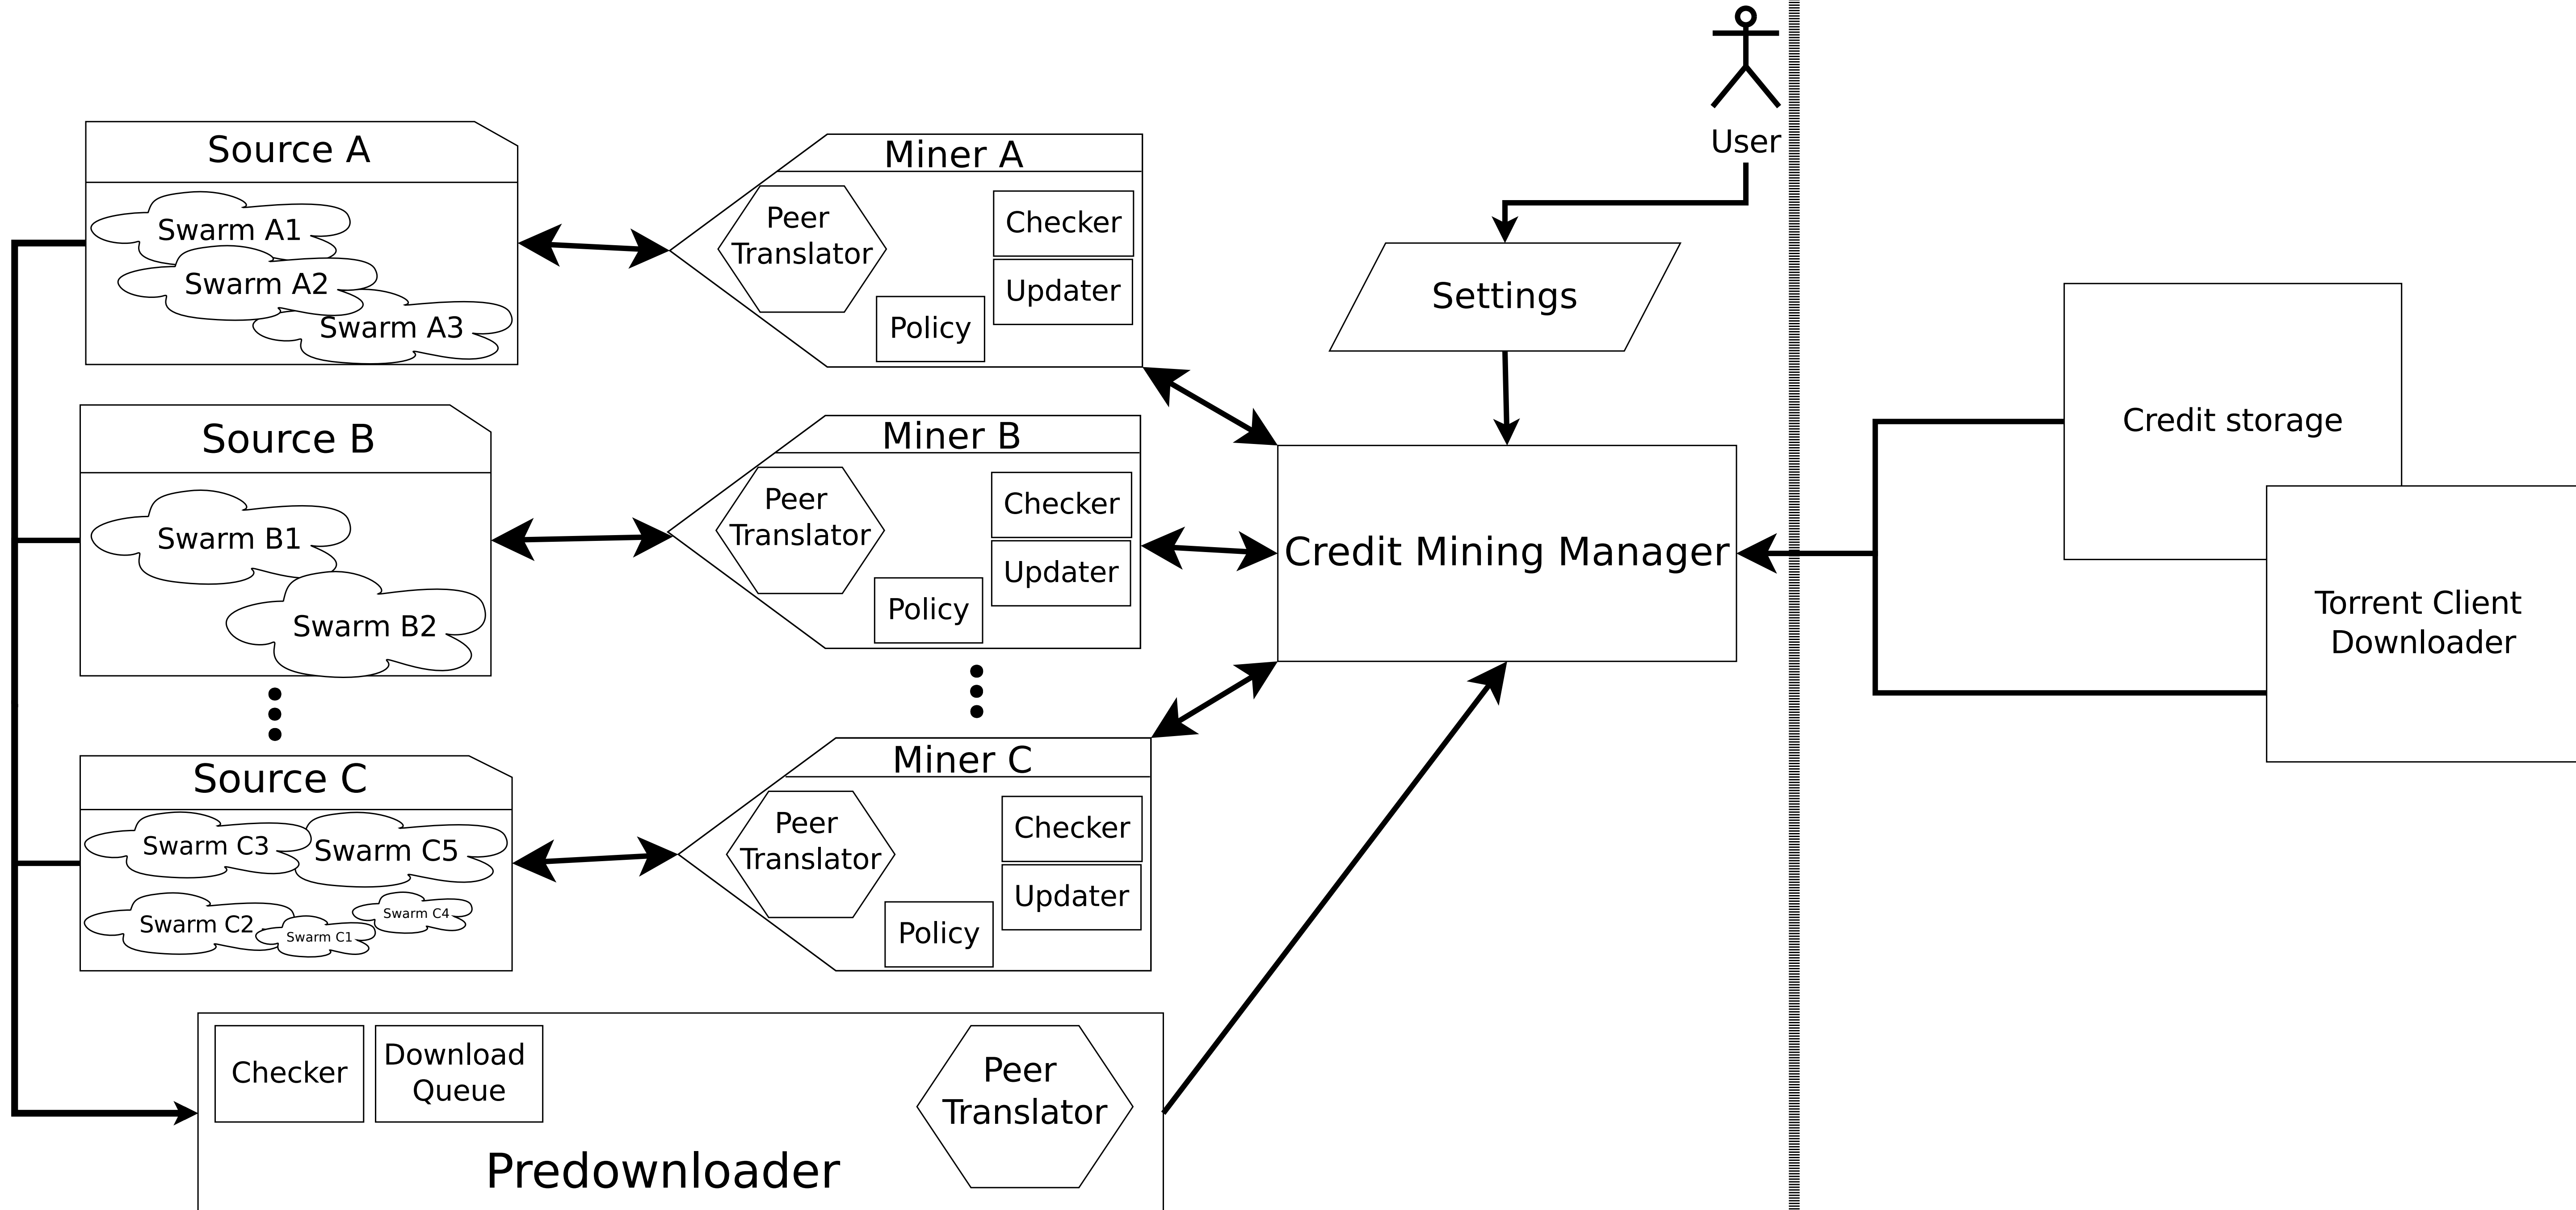 User
Source A
Swarm A1
Swarm A2
Swarm A3
Miner A
Peer
Translator
Checker
Updater
Policy
Settings
Source B
Swarm B1
Swarm B2
Miner B
Peer
Translator
Checker
Updater
Policy
Credit Mining Manager
Credit storage
Torrent Client
Downloader
Source C
Swarm C3
Swarm C5
Swarm C2
Swarm C1
Swarm C4
Miner C
Peer
Translator
Checker
Updater
Policy
Checker
Download
Queue
Peer
Translator
Predownloader